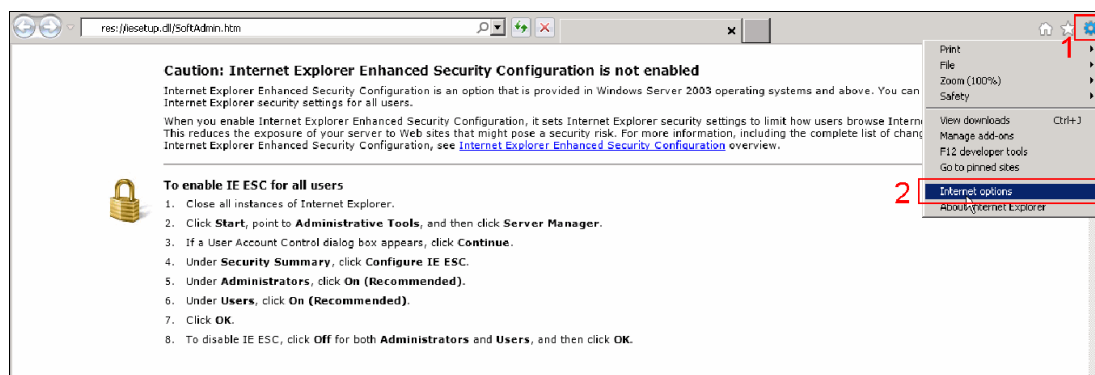 res://iesetup.dll/SoftAdmin.htm
1
Print
File
Zoom (100%)
Safety
View downloads Ctrl+J
Manage add-ons
F12 developer tools
Go to pinned sites
2
Internet options
About Internet Explorer
Caution: Internet Explorer Enhanced Security Configuration is not enabled
Internet Explorer Enhanced Security Configuration is an option that is provided in Windows Server 2003 operating systems and above. You can
Internet Explorer security settings for all users.
When you enable Internet Explorer Enhanced Security Configuration, it sets Internet Explorer security settings to limit how users browse Intern
This reduces the exposure of your server to Web sites that might pose a security risk. For more information, including the complete list of chang
Internet Explorer Enhanced Security Configuration, see Internet Explorer Enhanced Security Configuration overview.
To enable IE ESC for all users
1. Close all instances of Internet Explorer.
2. Click Start, point to Administrative Tools, and then click Server Manager.
3. If a User Account Control dialog box appears, click Continue.
4. Under Security Summary, click Configure IE ESC.
5. Under Administrators, click On (Recommended).
6. Under Users, click On (Recommended).
7. Click OK.
8. To disable IE ESC, click Off for both Administrators and Users, and then click OK.